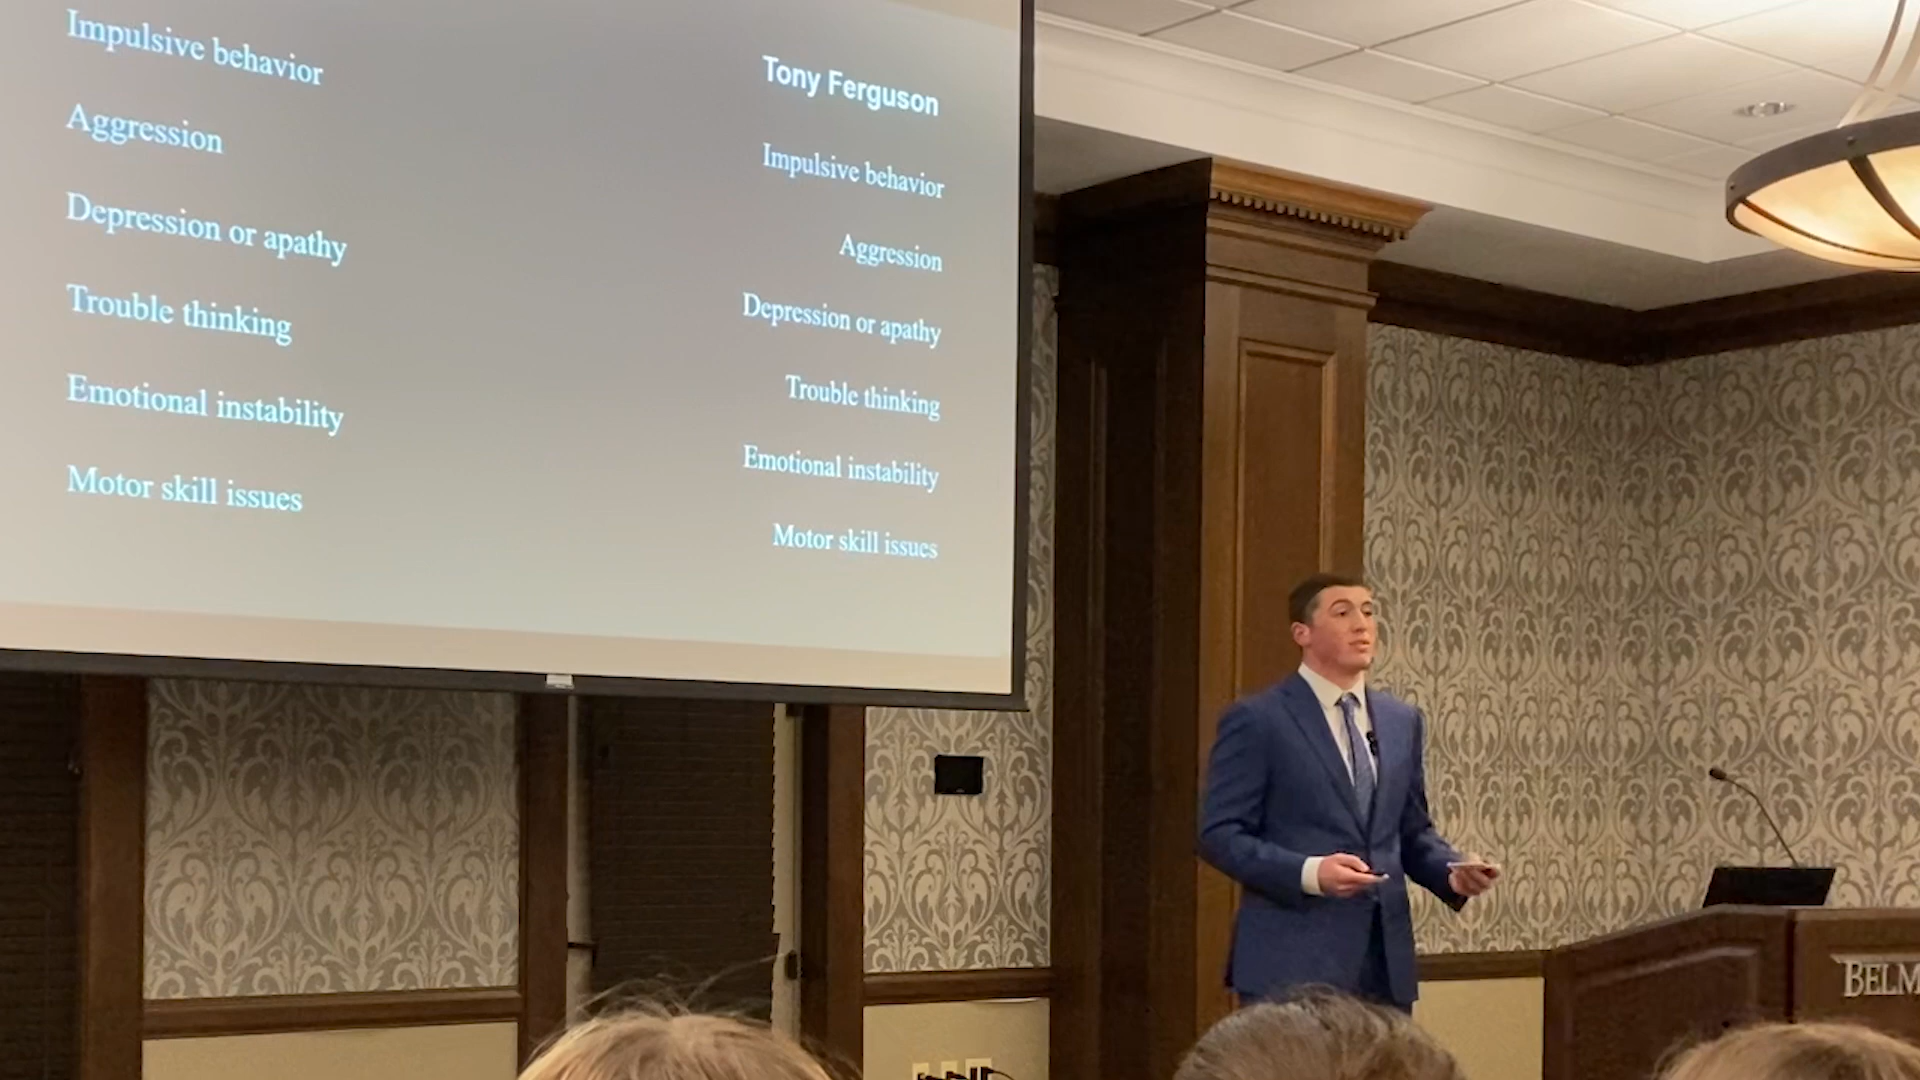 Impulsive behavior
Aggression
Depression or apathy
Trouble thinking
Emotional instability
Motor skill issues
Tony Ferguson
Impulsive behavior
Aggression
Depression or apathy
Trouble thinking
Emotional instability
Motor skill issues
BELM